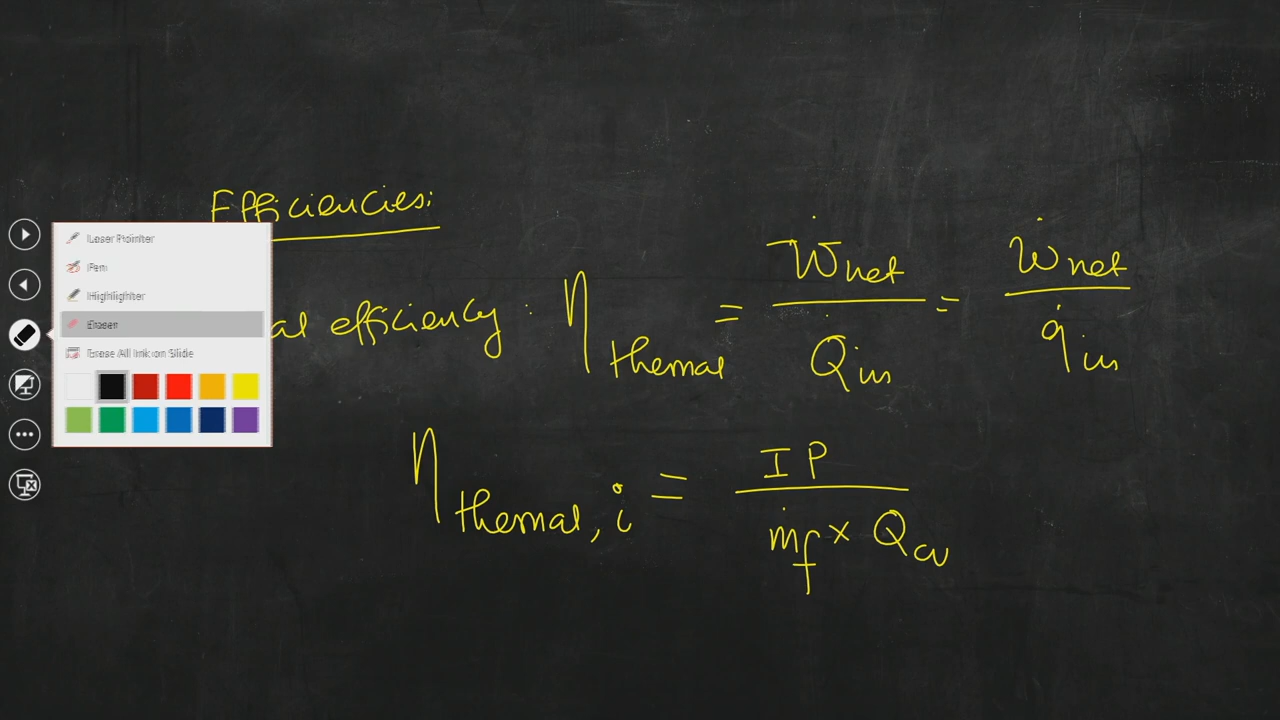 Efficiencies:
Laser Pointer
Pen
Highlighter
Eraser
Erase All Ink on Slide
al efficiency : η thermal = Ẇnet / Q̇in = ẇnet / q̇in
η thermal, i = IP / ṁf × Qcv